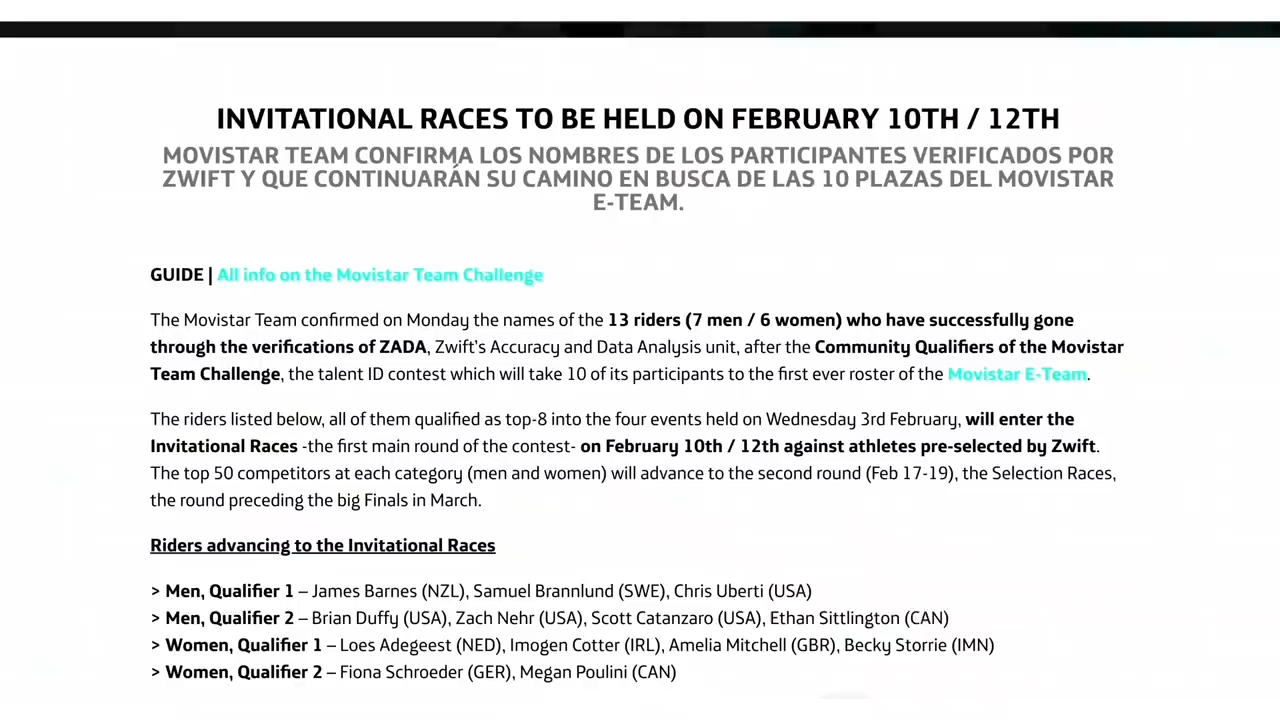 INVITATIONAL RACES TO BE HELD ON FEBRUARY 10TH / 12TH
MOVISTAR TEAM CONFIRMA LOS NOMBRES DE LOS PARTICIPANTES VERIFICADOS POR
ZWIFT Y QUE CONTINUARÁN SU CAMINO EN BUSCA DE LAS 10 PLAZAS DEL MOVISTAR
E-TEAM.
GUIDE | All info on the Movistar Team Challenge
The Movistar Team confirmed on Monday the names of the 13 riders (7 men / 6 women) who have successfully gone
through the verifications of ZADA, Zwift's Accuracy and Data Analysis unit, after the Community Qualifiers of the Movistar
Team Challenge, the talent ID contest which will take 10 of its participants to the first ever roster of the Movistar E-Team.
The riders listed below, all of them qualified as top-8 into the four events held on Wednesday 3rd February, will enter the
Invitational Races -the first main round of the contest- on February 10th / 12th against athletes pre-selected by Zwift.
The top 50 competitors at each category (men and women) will advance to the second round (Feb 17-19), the Selection Races,
the round preceding the big Finals in March.
Riders advancing to the Invitational Races
> Men, Qualifier 1 – James Barnes (NZL), Samuel Brannlund (SWE), Chris Uberti (USA)
> Men, Qualifier 2 – Brian Duffy (USA), Zach Nehr (USA), Scott Catanzaro (USA), Ethan Sittlington (CAN)
> Women, Qualifier 1 – Loes Adegeest (NED), Imogen Cotter (IRL), Amelia Mitchell (GBR), Becky Storrie (IMN)
> Women, Qualifier 2 – Fiona Schroeder (GER), Megan Poulini (CAN)